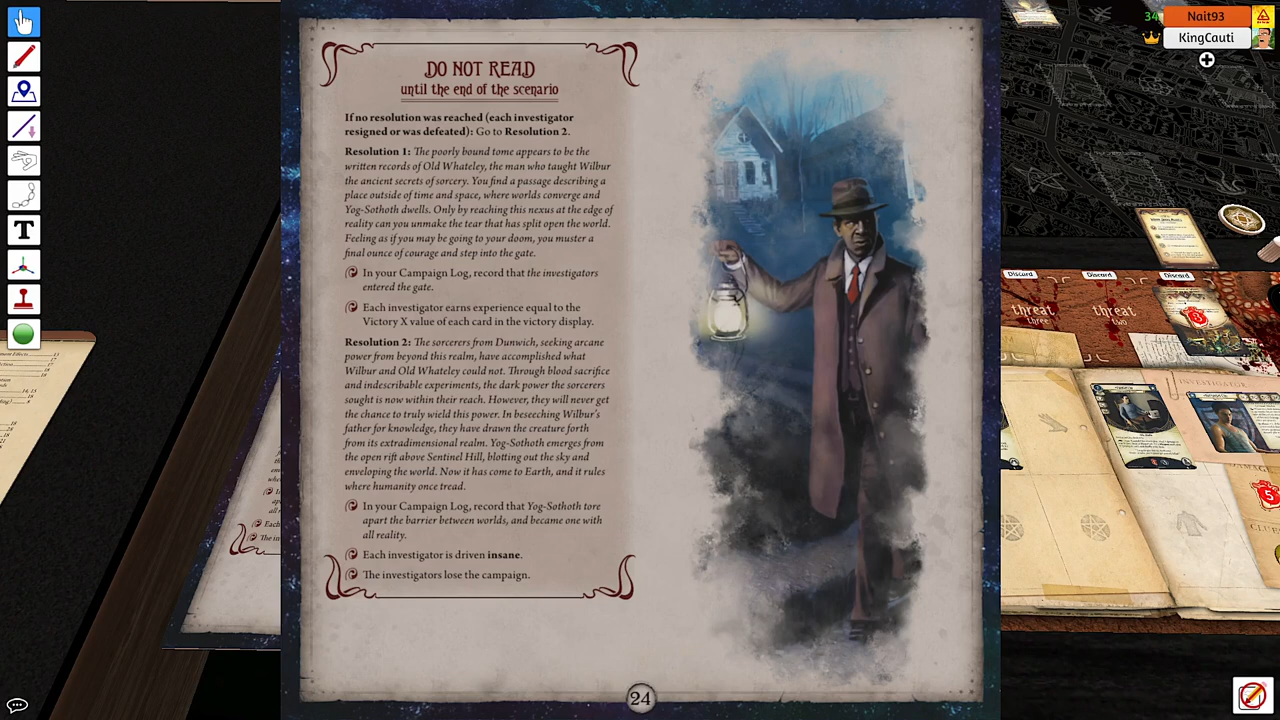 DO NOT READ
until the end of the scenario
If no resolution was reached (each investigator
resigned or was defeated): Go to Resolution 2.
Resolution 1: The poorly bound tome appears to be the
written records of Old Whateley, the man who taught Wilbur
the ancient secrets of sorcery. You find a passage describing a
place outside of time and space, where worlds converge and
Yog-Sothoth dwells. Only by reaching this nexus at the edge of
reality can you unmake the tear that has split open the world.
Feeling as if you may be going to your doom, you muster a
final ounce of courage and step into the gate.
In your Campaign Log, record that the investigators
entered the gate.
Each investigator earns experience equal to the
Victory X value of each card in the victory display.
Resolution 2: The sorcerers from Dunwich, seeking arcane
power from beyond this realm, have accomplished what
Wilbur and Old Whateley could not. Through blood sacrifice
and indescribable experiments, the dark power the sorcerers
sought is now within their reach. However, they will never get
the chance to truly wield this power. In beseeching Wilbur's
father for knowledge, they have drawn the creature forth
from its extradimensional realm. Yog-Sothoth emerges from
the open rift above Sentinel Hill, blotting out the sky and
enveloping the world. Now it has come to Earth, and it rules
where humanity once tread.
In your Campaign Log, record that Yog-Sothoth tore
apart the barrier between worlds, and became one with
all reality.
Each investigator is driven insane.
The investigators lose the campaign.
24
34
Nait93
KingCauti
T
Discard
Discard
Discard
threat
three
threat
two
3
INVESTIGATOR
5